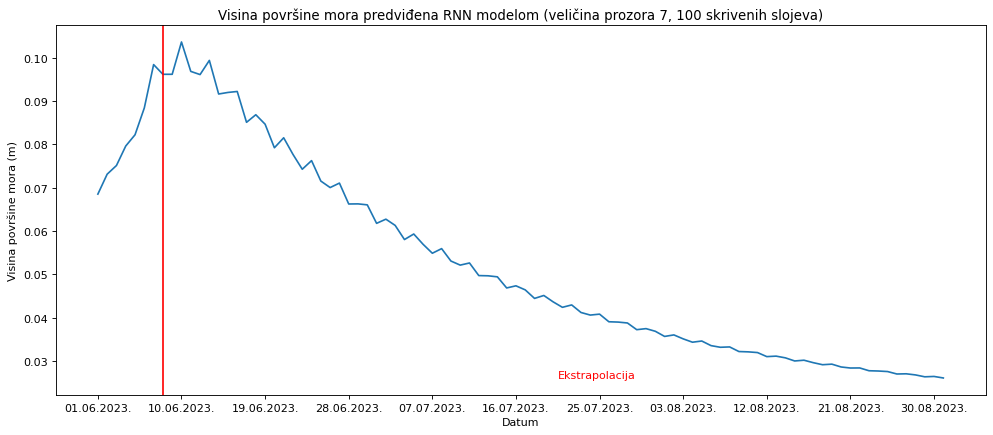 Visina površine mora predviđena RNN modelom (veličina prozora 7, 100 skrivenih slojeva)
Visina površine mora (m)
0.10
0.09
0.08
0.07
0.06
0.05
0.04
0.03
Ekstrapolacija
01.06.2023. 10.06.2023. 19.06.2023. 28.06.2023. 07.07.2023. 16.07.2023. 25.07.2023. 03.08.2023. 12.08.2023. 21.08.2023. 30.08.2023.
Datum